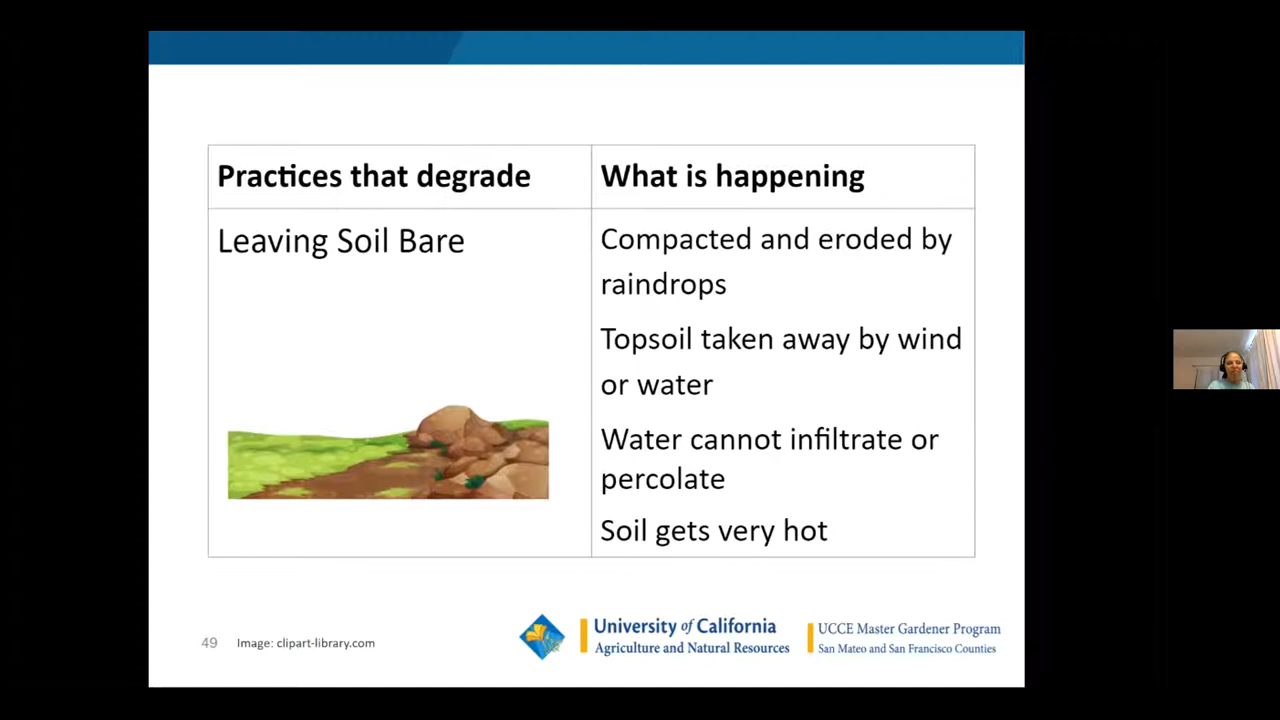 Practices that degrade
What is happening
Leaving Soil Bare
Compacted and eroded by
raindrops
Topsoil taken away by wind
or water
Water cannot infiltrate or
percolate
Soil gets very hot
49
Image: clipart-library.com
University of California
Agriculture and Natural Resources
UCCE Master Gardener Program
San Mateo and San Francisco Counties